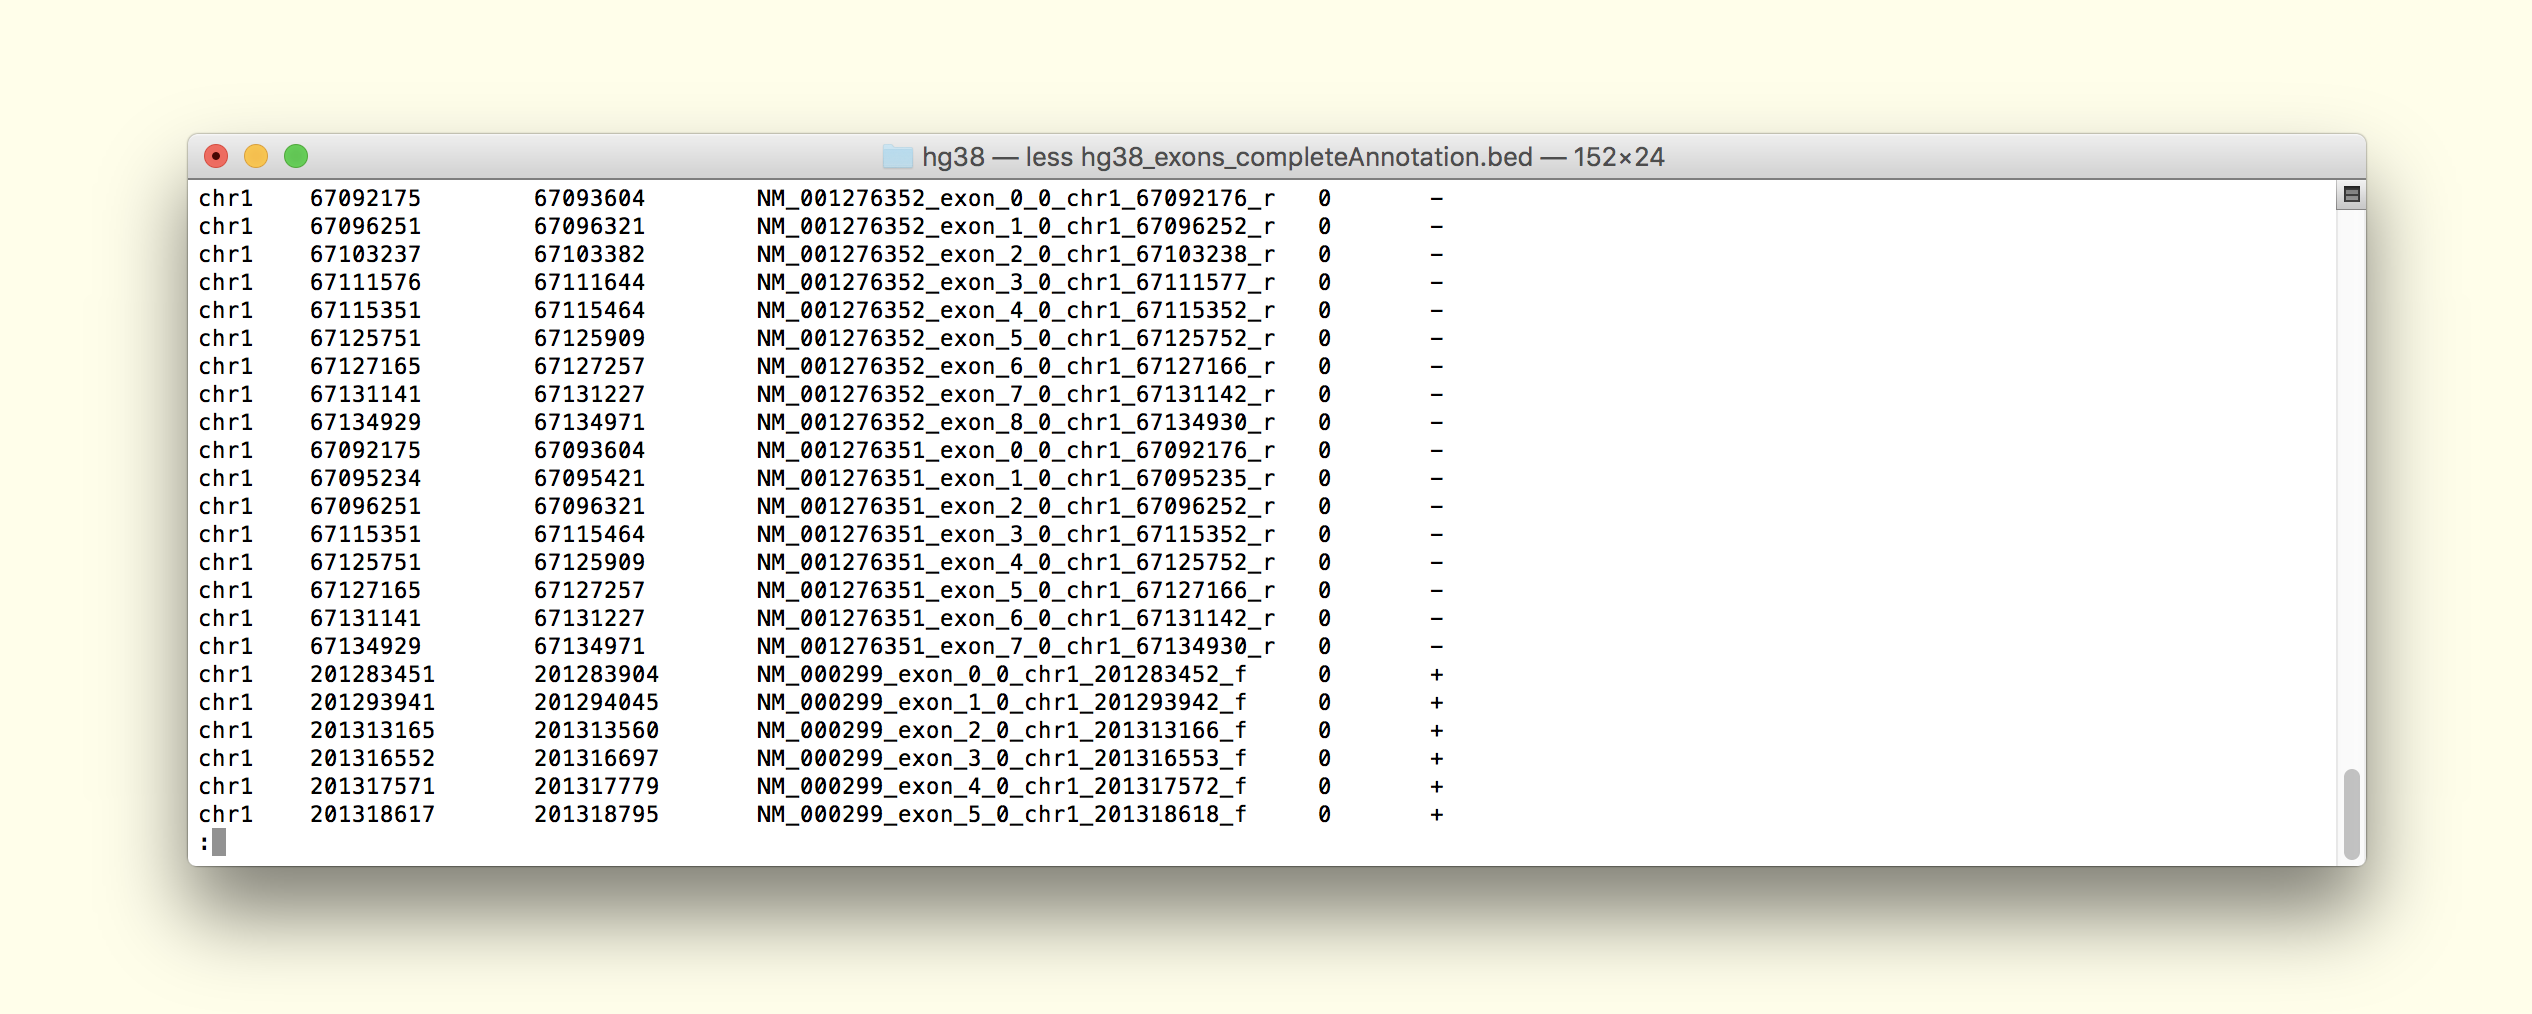 hg38 — less hg38_exons_completeAnnotation.bed — 152×24
chr1 67092175 67093604 NM_001276352_exon_0_0_chr1_67092176_r 0 -
chr1 67096251 67096321 NM_001276352_exon_1_0_chr1_67096252_r 0 -
chr1 67103237 67103382 NM_001276352_exon_2_0_chr1_67103238_r 0 -
chr1 67111576 67111644 NM_001276352_exon_3_0_chr1_67111577_r 0 -
chr1 67115351 67115464 NM_001276352_exon_4_0_chr1_67115352_r 0 -
chr1 67125751 67125909 NM_001276352_exon_5_0_chr1_67125752_r 0 -
chr1 67127165 67127257 NM_001276352_exon_6_0_chr1_67127166_r 0 -
chr1 67131141 67131227 NM_001276352_exon_7_0_chr1_67131142_r 0 -
chr1 67134929 67134971 NM_001276352_exon_8_0_chr1_67134930_r 0 -
chr1 67092175 67093604 NM_001276351_exon_0_0_chr1_67092176_r 0 -
chr1 67095234 67095421 NM_001276351_exon_1_0_chr1_67095235_r 0 -
chr1 67096251 67096321 NM_001276351_exon_2_0_chr1_67096252_r 0 -
chr1 67115351 67115464 NM_001276351_exon_3_0_chr1_67115352_r 0 -
chr1 67125751 67125909 NM_001276351_exon_4_0_chr1_67125752_r 0 -
chr1 67127165 67127257 NM_001276351_exon_5_0_chr1_67127166_r 0 -
chr1 67131141 67131227 NM_001276351_exon_6_0_chr1_67131142_r 0 -
chr1 67134929 67134971 NM_001276351_exon_7_0_chr1_67134930_r 0 -
chr1 201283451 201283904 NM_000299_exon_0_0_chr1_201283452_f 0 +
chr1 201293941 201294045 NM_000299_exon_1_0_chr1_201293942_f 0 +
chr1 201313165 201313560 NM_000299_exon_2_0_chr1_201313166_f 0 +
chr1 201316552 201316697 NM_000299_exon_3_0_chr1_201316553_f 0 +
chr1 201317571 201317779 NM_000299_exon_4_0_chr1_201317572_f 0 +
chr1 201318617 201318795 NM_000299_exon_5_0_chr1_201318618_f 0 +
: